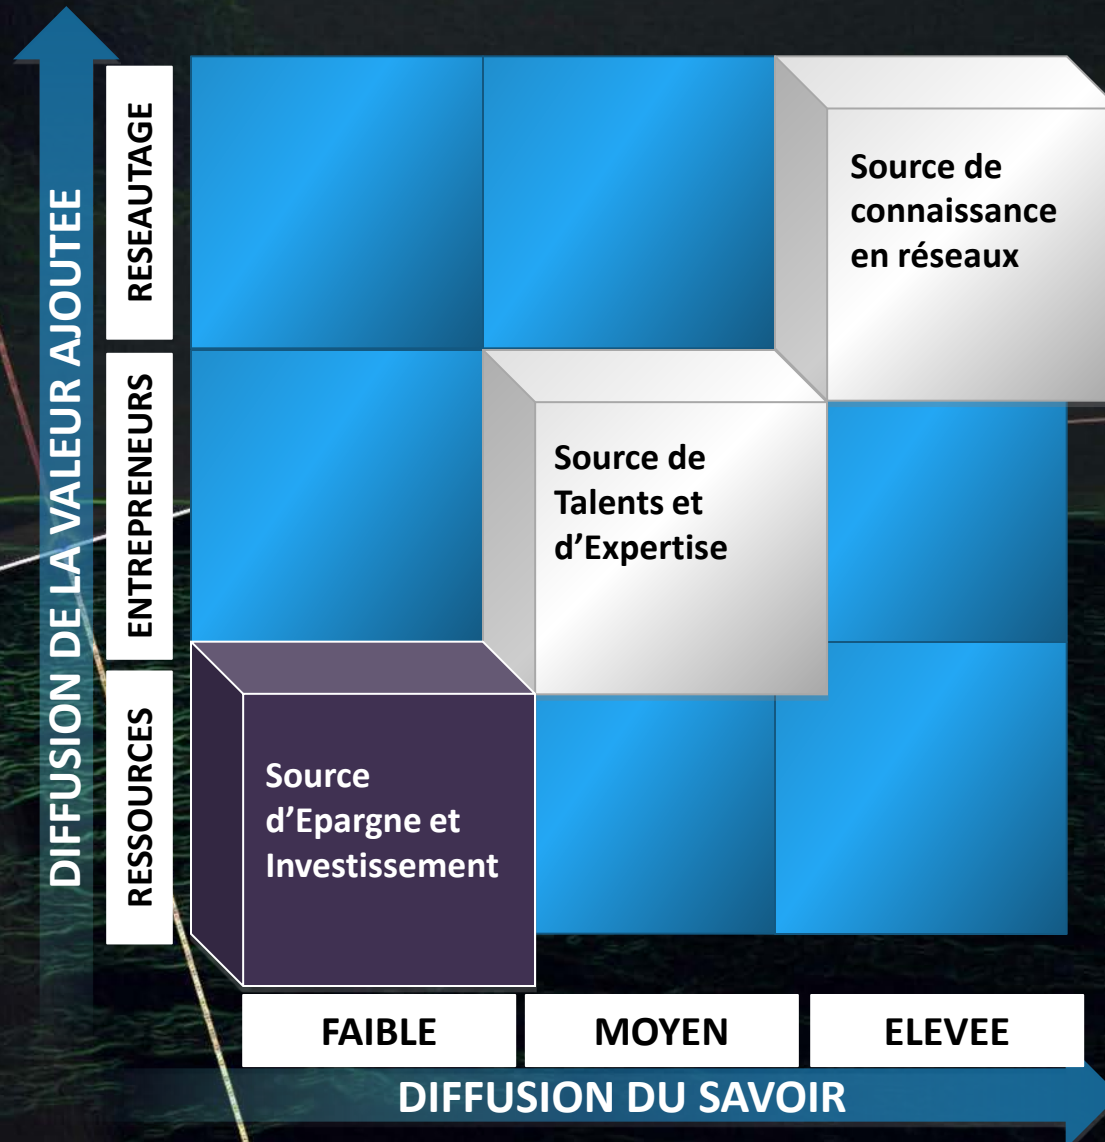 DIFFUSION DE LA VALEUR AJOUTEE
RESEAUTAGE
ENTREPRENEURS
RESSOURCES
Source de
connaissance
en réseaux
Source de
Talents et
d’Expertise
Source
d’Epargne et
Investissement
FAIBLE
MOYEN
ELEVEE
DIFFUSION DU SAVOIR